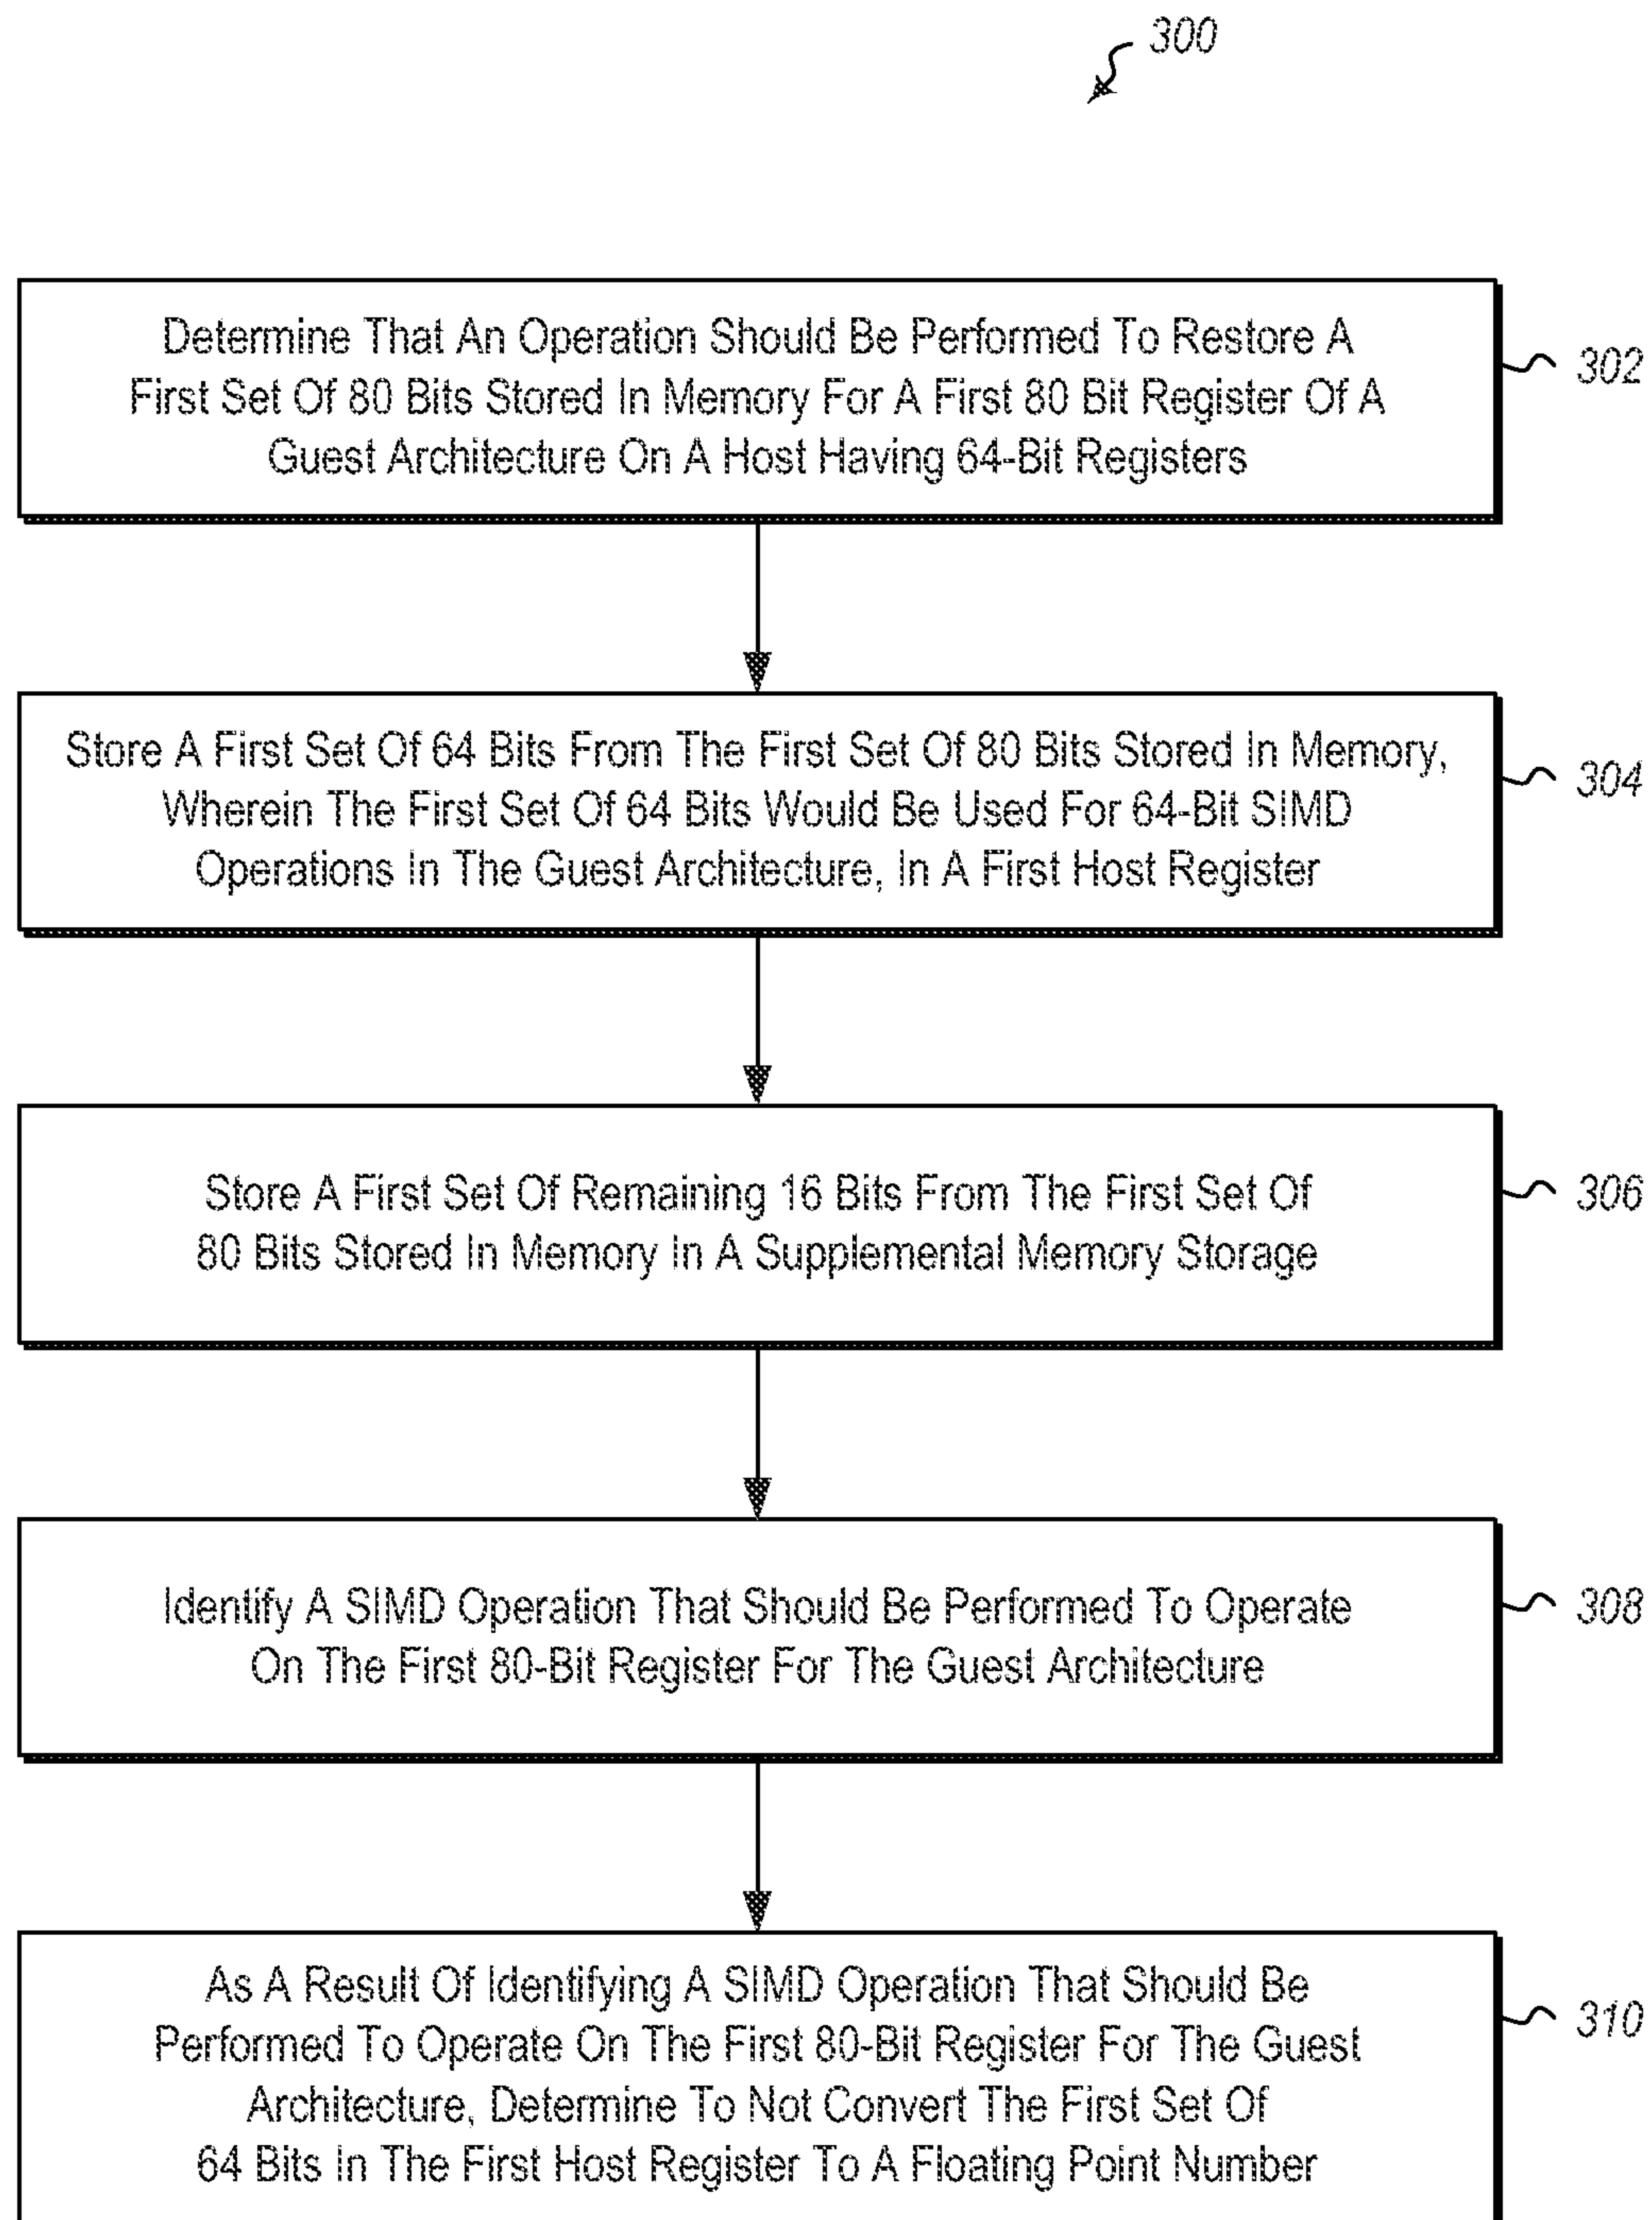 300
Determine That An Operation Should Be Performed To Restore A
First Set Of 80 Bits Stored In Memory For A First 80 Bit Register Of A
Guest Architecture On A Host Having 64-Bit Registers
302
Store A First Set Of 64 Bits From The First Set Of 80 Bits Stored In Memory,
Wherein The First Set Of 64 Bits Would Be Used For 64-Bit SIMD
Operations In The Guest Architecture, In A First Host Register
304
Store A First Set Of Remaining 16 Bits From The First Set Of
80 Bits Stored In Memory In A Supplemental Memory Storage
306
Identify A SIMD Operation That Should Be Performed To Operate
On The First 80-Bit Register For The Guest Architecture
308
As A Result Of Identifying A SIMD Operation That Should Be
Performed To Operate On The First 80-Bit Register For The Guest
Architecture, Determine To Not Convert The First Set Of
64 Bits In The First Host Register To A Floating Point Number
310